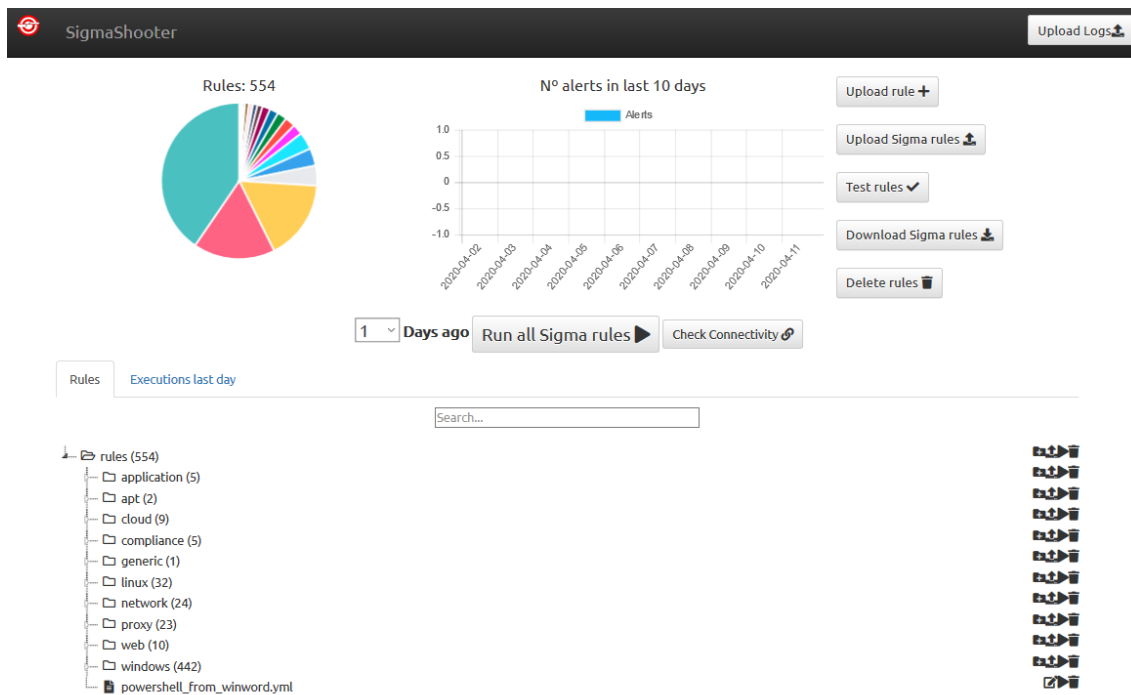 SigmaShooter
Upload Logs
Rules: 554
Nº alerts in last 10 days
Alerts
1.0
0.5
0
-0.5
-1.0
2020-04-02
2020-04-03
2020-04-04
2020-04-05
2020-04-06
2020-04-07
2020-04-08
2020-04-09
2020-04-10
2020-04-11
Upload rule
Upload Sigma rules
Test rules
Download Sigma rules
Delete rules
1 Days ago Run all Sigma rules Check Connectivity
Rules Executions last day
Search...
rules (554)
application (5)
apt (2)
cloud (9)
compliance (5)
generic (1)
linux (32)
network (24)
proxy (23)
web (10)
windows (442)
powershell_from_winword.yml